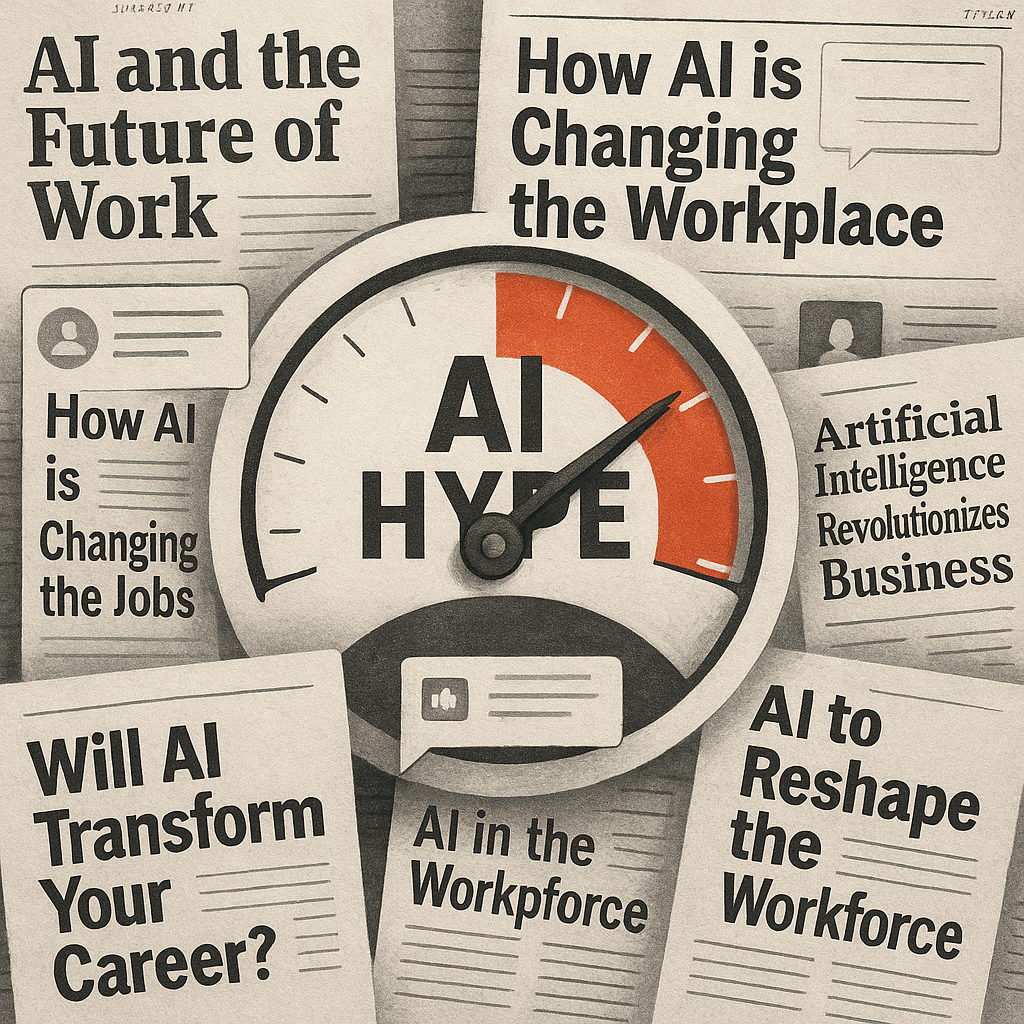 AI and the
Future of
Work
How AI is
Changing
the Workplace
AI
HYPE
How AI
is
Changing
the Jobs
Artificial
Intelligence
Revolutionizes
Business
Will AI
Transform
Your
Career?
AI in the
Workpforce
AI to
Reshape
the
Workforce